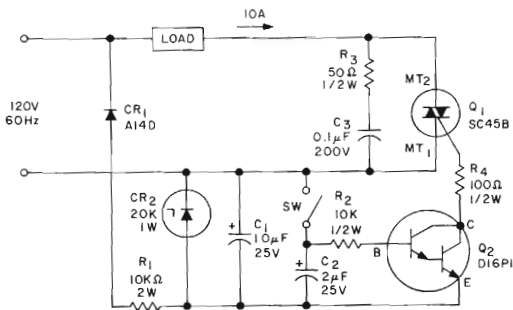 10A
LOAD
120V
60Hz
CR1
A14D
R3
50Ω
1/2W
C3
0.1µF
200V
MT2
MT1
Q1
SC45B
R4
100Ω
1/2W
CR2
20K
1W
C1
10µF
25V
SW
R2
10K
1/2W
C2
2µF
25V
B
C
E
Q2
D16P1
R1
10KΩ
2W